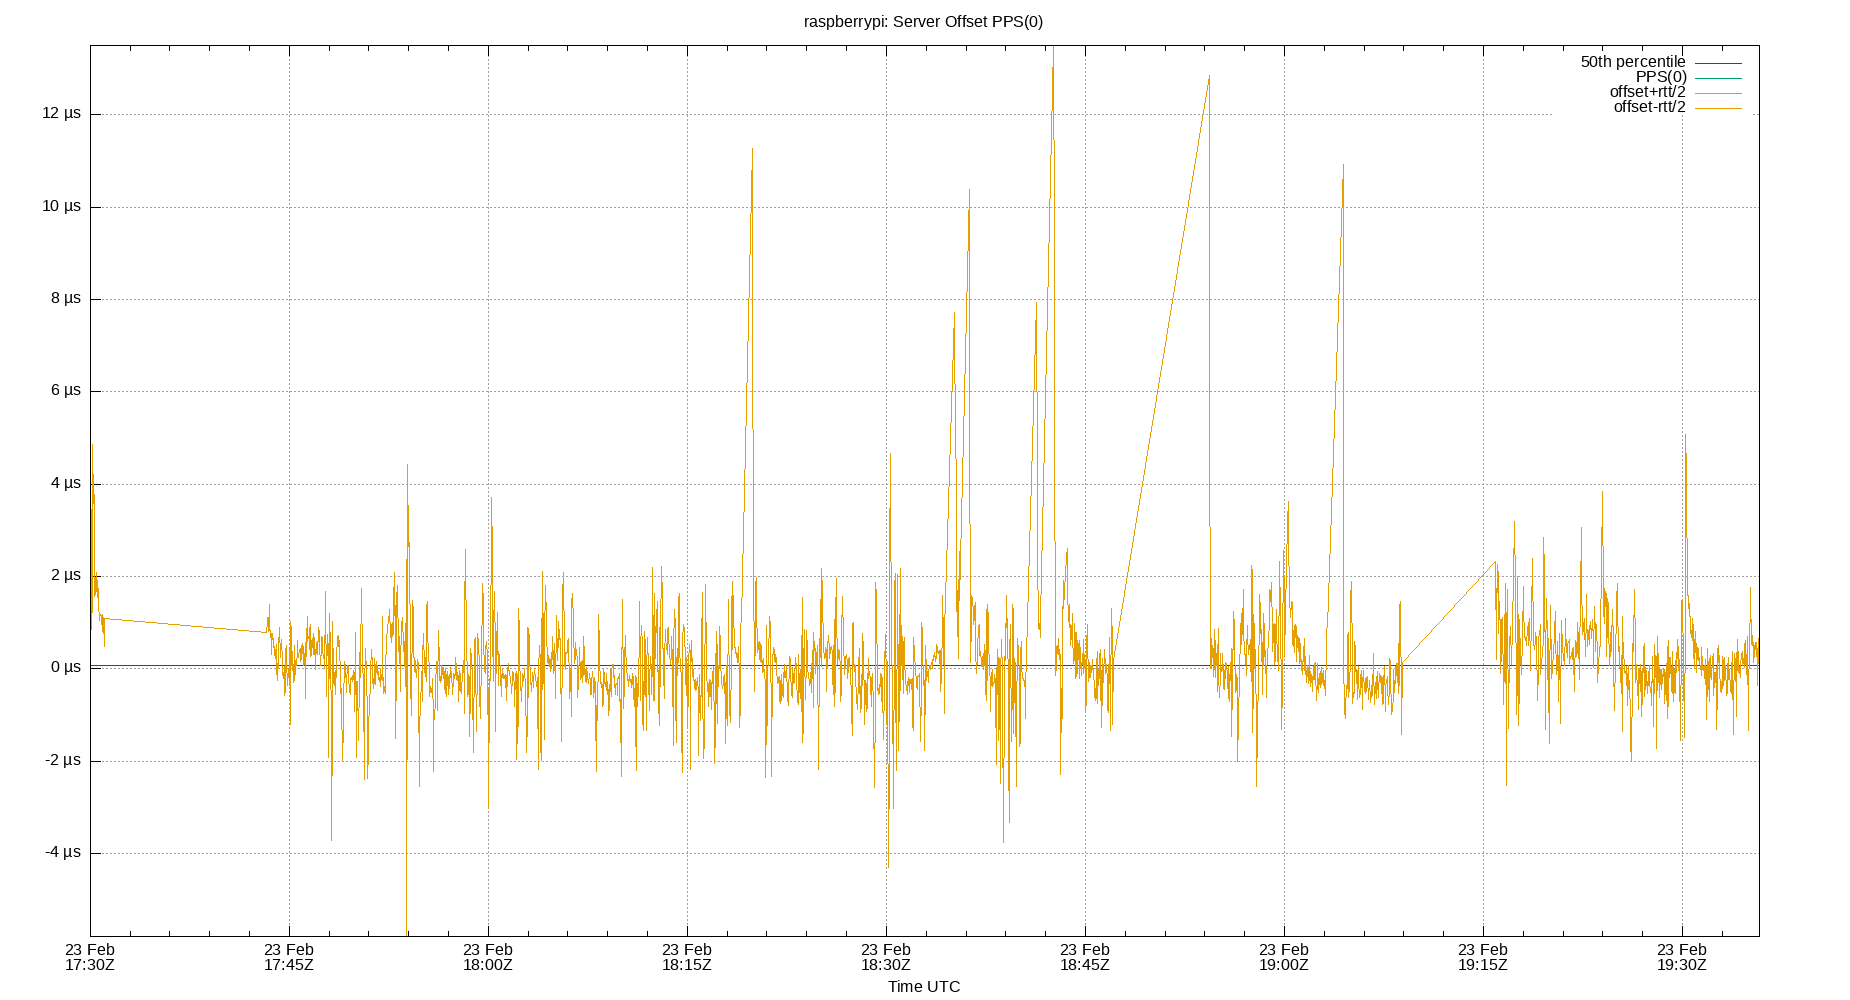 raspberrypi: Server Offset PPS(0)
50th percentile
PPS(0)
offset+rtt/2
offset-rtt/2
12 µs
10 µs
8 µs
6 µs
4 µs
2 µs
0 µs
-2 µs
-4 µs
23 Feb 23 Feb 23 Feb 23 Feb 23 Feb 23 Feb 23 Feb 23 Feb 23 Feb
17:30Z 17:45Z 18:00Z 18:15Z 18:30Z 18:45Z 19:00Z 19:15Z 19:30Z
Time UTC